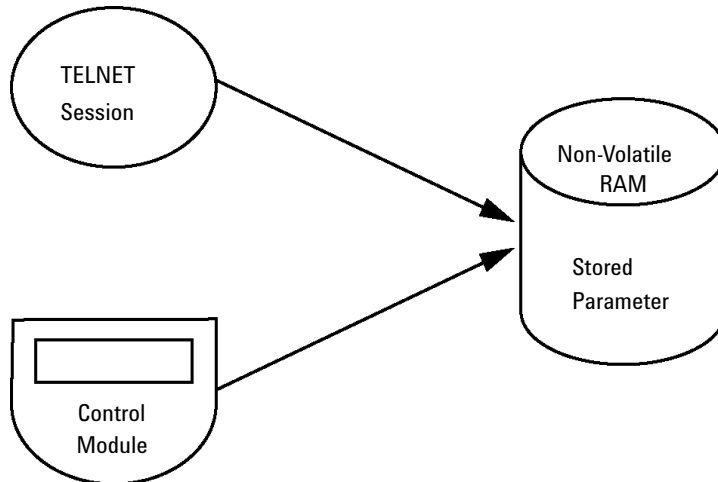 TELNET
Session
Non-Volatile
RAM
Stored
Parameter
Control
Module